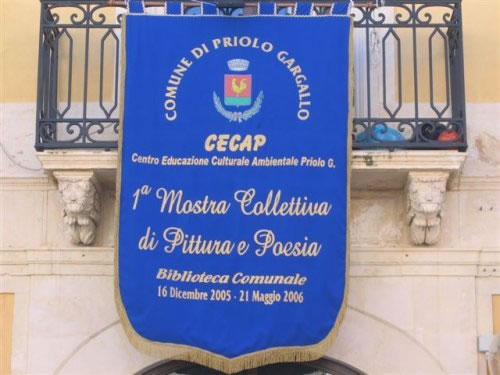 COMUNE DI PRIOLO GARGALLO
CECAP
Centro Educazione Culturale Ambientale Priolo G.
1ª Mostra Collettiva
di Pittura e Poesia
Biblioteca Comunale
16 Dicembre 2005 - 21 Maggio 2006